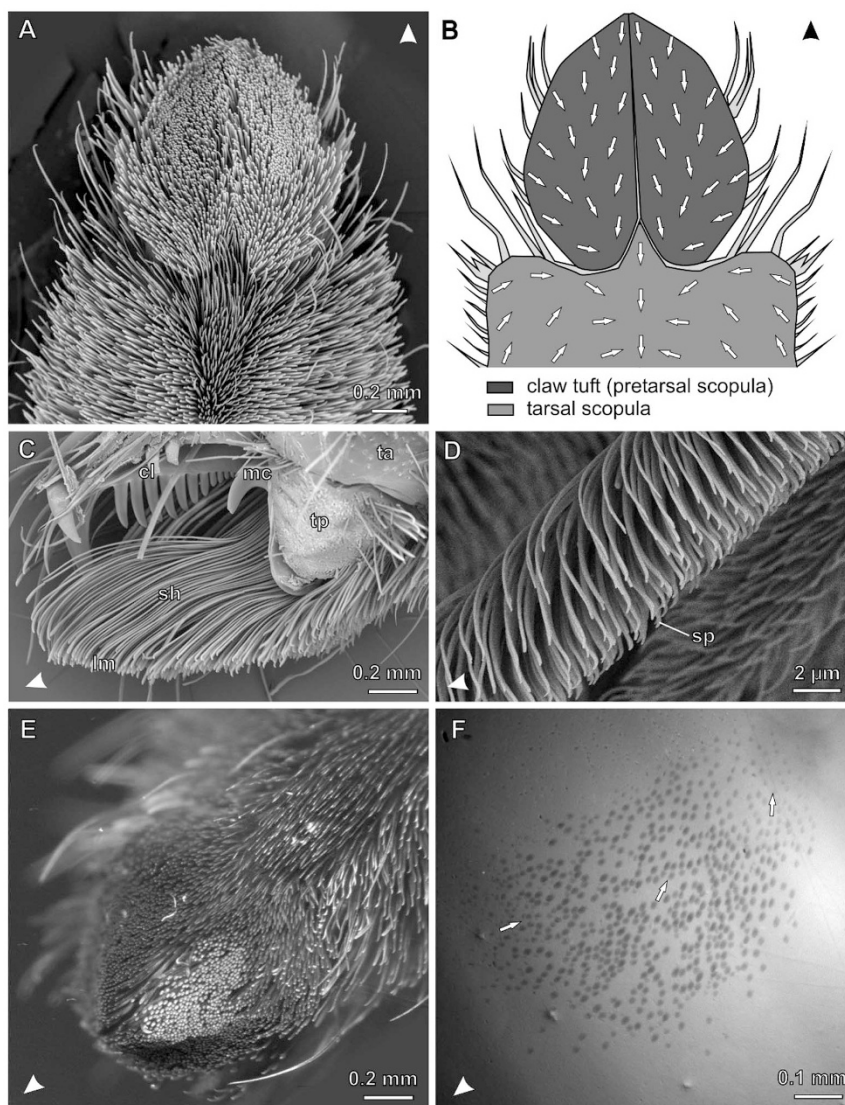 A
0.2 mm
B
claw tuft (pretarsal scopula)
tarsal scopula
C
cl
mc
ta
tp
sh
lm
0.2 mm
D
sp
2 µm
E
0.2 mm
F
0.1 mm